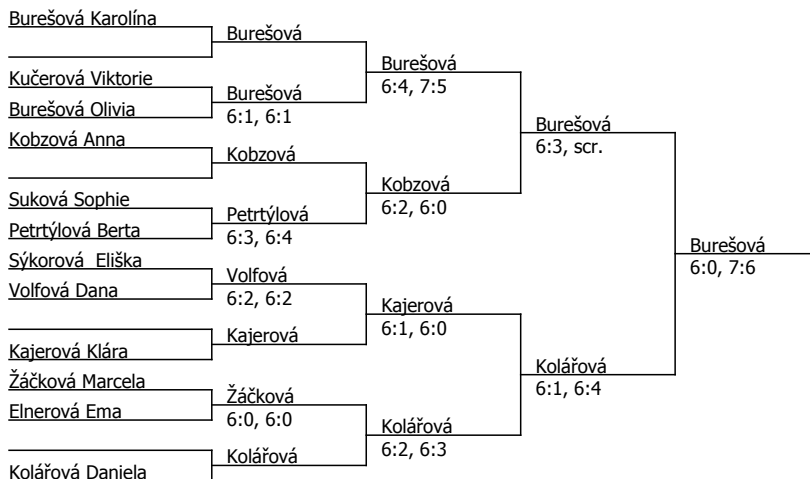 Burešová Karolína
Burešová
Burešová
6:4, 7:5
Kučerová Viktorie
Burešová Olivia
Burešová
6:1, 6:1
Burešová
6:3, scr.
Kobzová Anna
Kobzová
Kobzová
6:2, 6:0
Suková Sophie
Petrtýlová Berta
Petrtýlová
6:3, 6:4
Burešová
6:0, 7:6
Sýkorová Eliška
Volfová Dana
Volfová
6:2, 6:2
Kajerová
6:1, 6:0
Kajerová
Kajerová Klára
Kolářová
6:1, 6:4
Žáčková Marcela
Elnerová Ema
Žáčková
6:0, 6:0
Kolářová
6:2, 6:3
Kolářová
Kolářová Daniela